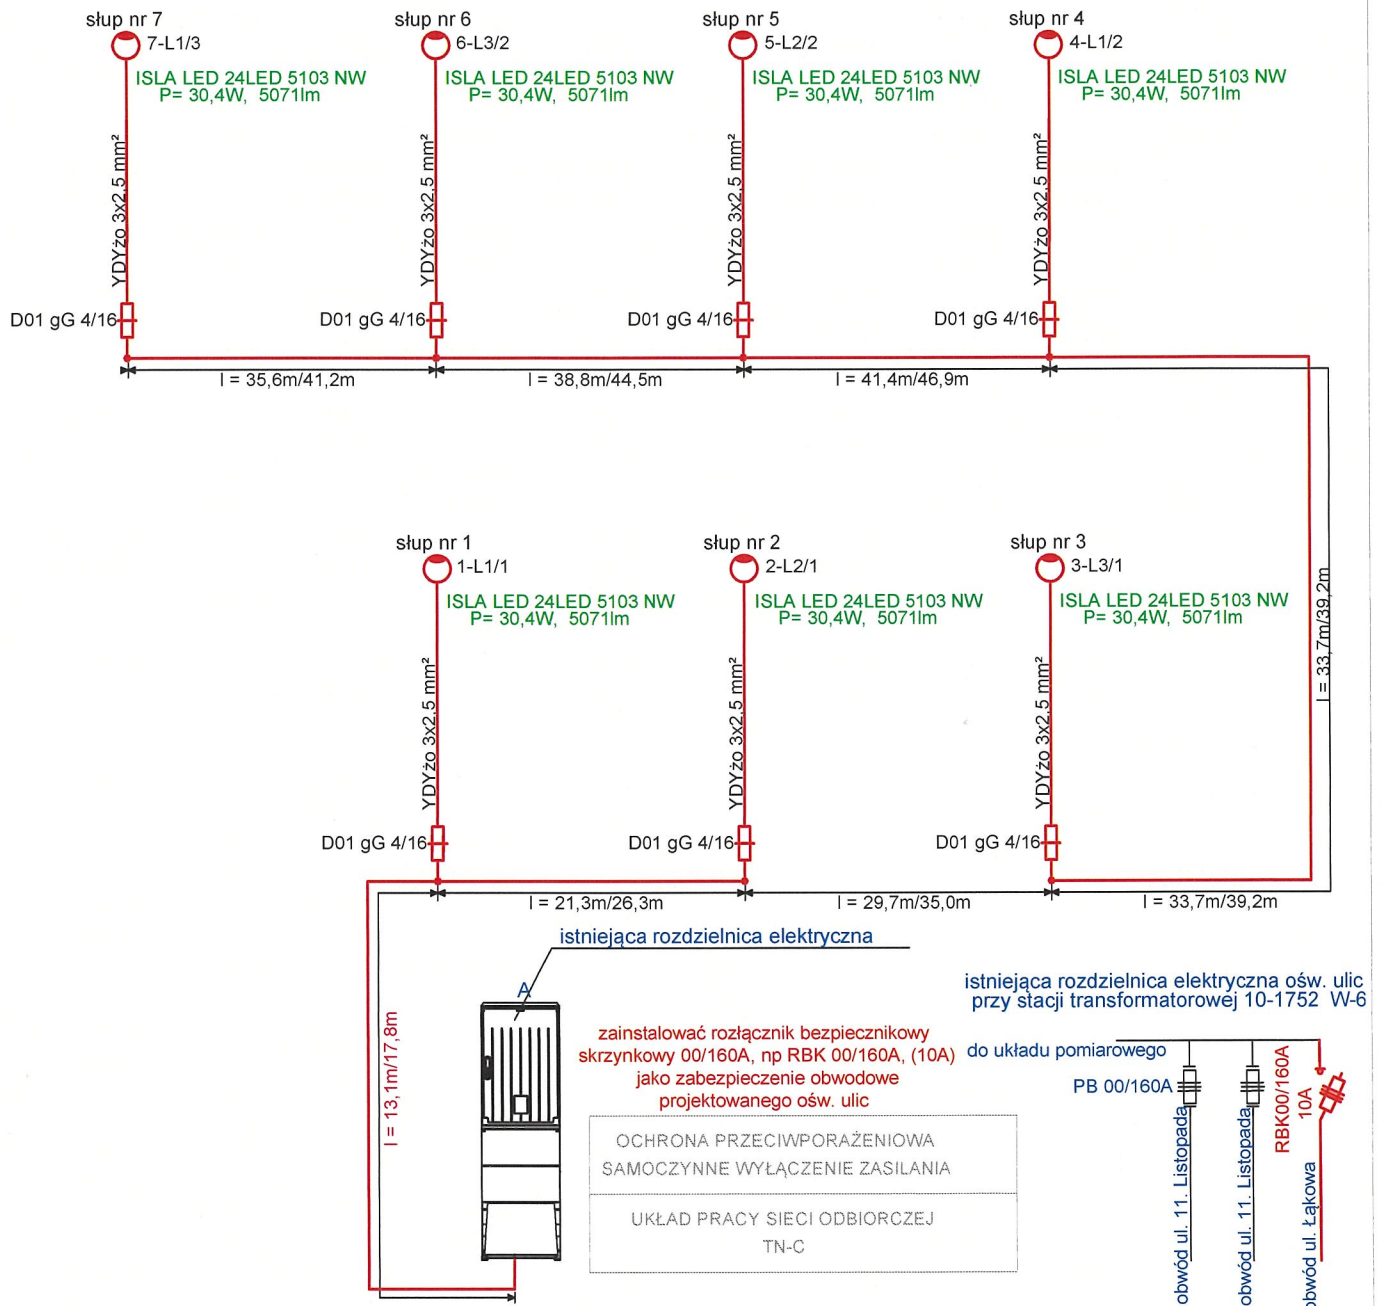 słup nr 7
7-L1/3
ISLA LED 24LED 5103 NW
P= 30,4W, 5071lm
YDYżo 3x2,5 mm²
D01 gG 4/16
słup nr 6
6-L3/2
ISLA LED 24LED 5103 NW
P= 30,4W, 5071lm
YDYżo 3x2,5 mm²
D01 gG 4/16
słup nr 5
5-L2/2
ISLA LED 24LED 5103 NW
P= 30,4W, 5071lm
YDYżo 3x2,5 mm²
D01 gG 4/16
słup nr 4
4-L1/2
ISLA LED 24LED 5103 NW
P= 30,4W, 5071lm
YDYżo 3x2,5 mm²
D01 gG 4/16
l = 35,6m/41,2m
l = 38,8m/44,5m
l = 41,4m/46,9m
l = 33,7m/39,2m
słup nr 1
1-L1/1
ISLA LED 24LED 5103 NW
P= 30,4W, 5071lm
YDYżo 3x2,5 mm²
D01 gG 4/16
słup nr 2
2-L2/1
ISLA LED 24LED 5103 NW
P= 30,4W, 5071lm
YDYżo 3x2,5 mm²
D01 gG 4/16
słup nr 3
3-L3/1
ISLA LED 24LED 5103 NW
P= 30,4W, 5071lm
YDYżo 3x2,5 mm²
D01 gG 4/16
l = 21,3m/26,3m
l = 29,7m/35,0m
l = 33,7m/39,2m
l = 13,1m/17,8m
istniejąca rozdzielnica elektryczna
A
zainstalować rozłącznik bezpiecznikowy
skrzynkowy 00/160A, np RBK 00/160A, (10A)
jako zabezpieczenie obwodowe
projektowanego ośw. ulic
OCHRONA PRZECIWPORAŻENIOWA
SAMOCZYNNE WYŁĄCZENIE ZASILANIA
UKŁAD PRACY SIECI ODBIORCZEJ
TN-C
istniejąca rozdzielnica elektryczna ośw. ulic
przy stacji transformatorowej 10-1752 W-6
do układu pomiarowego
PB 00/160A
RBK00/160A
10A
obwód ul. 11. Listopada
obwód ul. 11. Listopada
obwód ul. Łąkowa